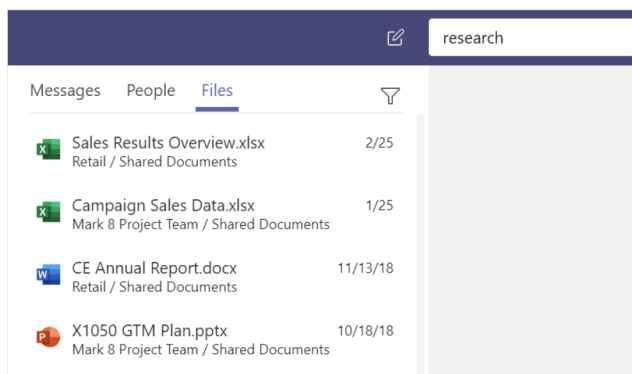 research
Messages People Files
Sales Results Overview.xlsx 2/25
Retail / Shared Documents
Campaign Sales Data.xlsx 1/25
Mark 8 Project Team / Shared Documents
CE Annual Report.docx 11/13/18
Retail / Shared Documents
X1050 GTM Plan.pptx 10/18/18
Mark 8 Project Team / Shared Documents